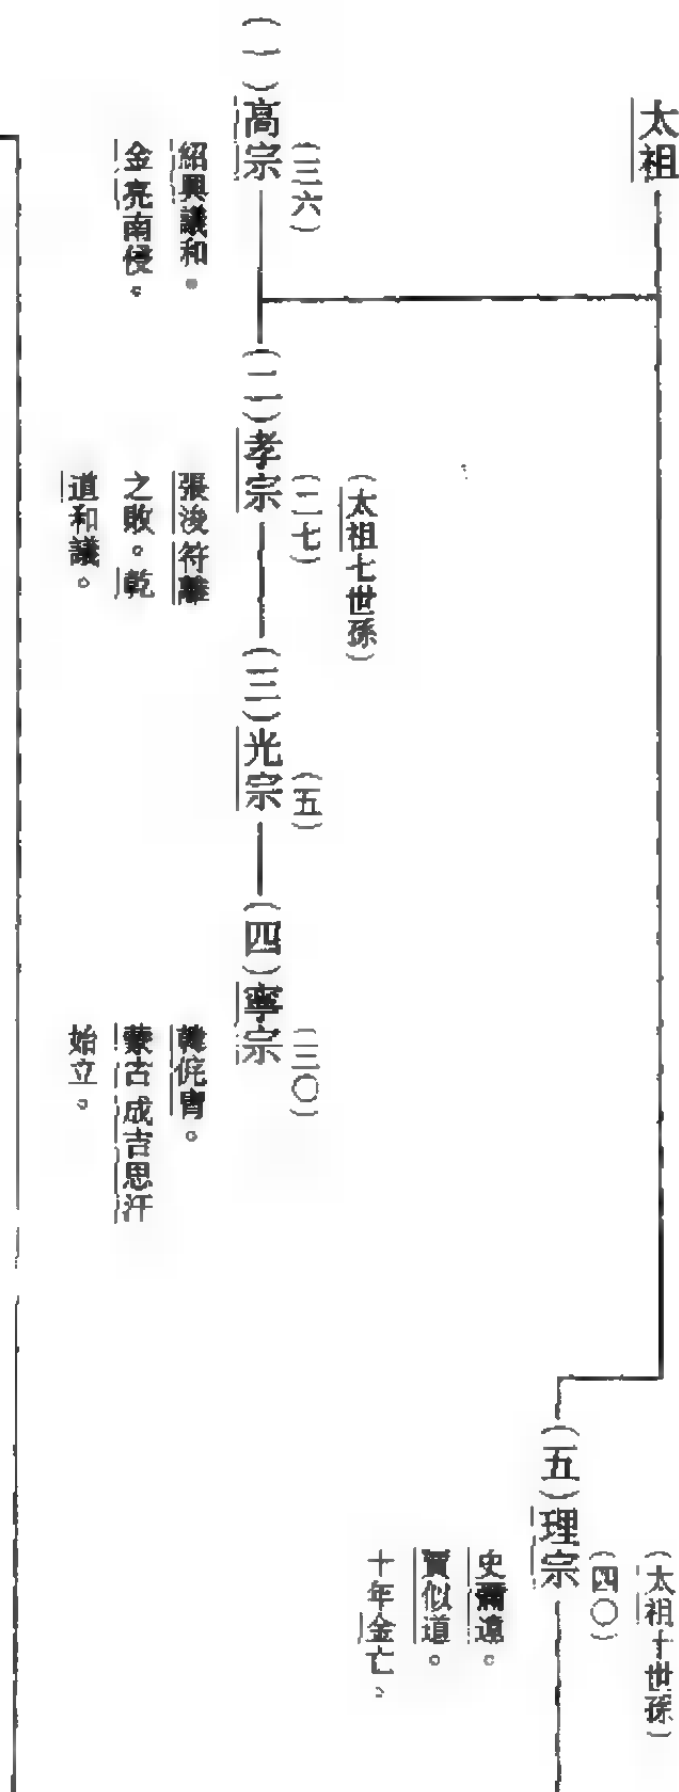 太祖
(一)高宗
(三六)
紹興議和。
金亮南侵。
(二)孝宗
(二七)
(太祖七世孫)
張浚符離
之敗。乾
道和議。
(三)光宗
(五)
(四)寧宗
(三〇)
韓侂冑。
蒙古成吉思汗
始立。
(五)理宗
(四〇)
(太祖十世孫)
史彌遠。
賈似道。
十年金亡。